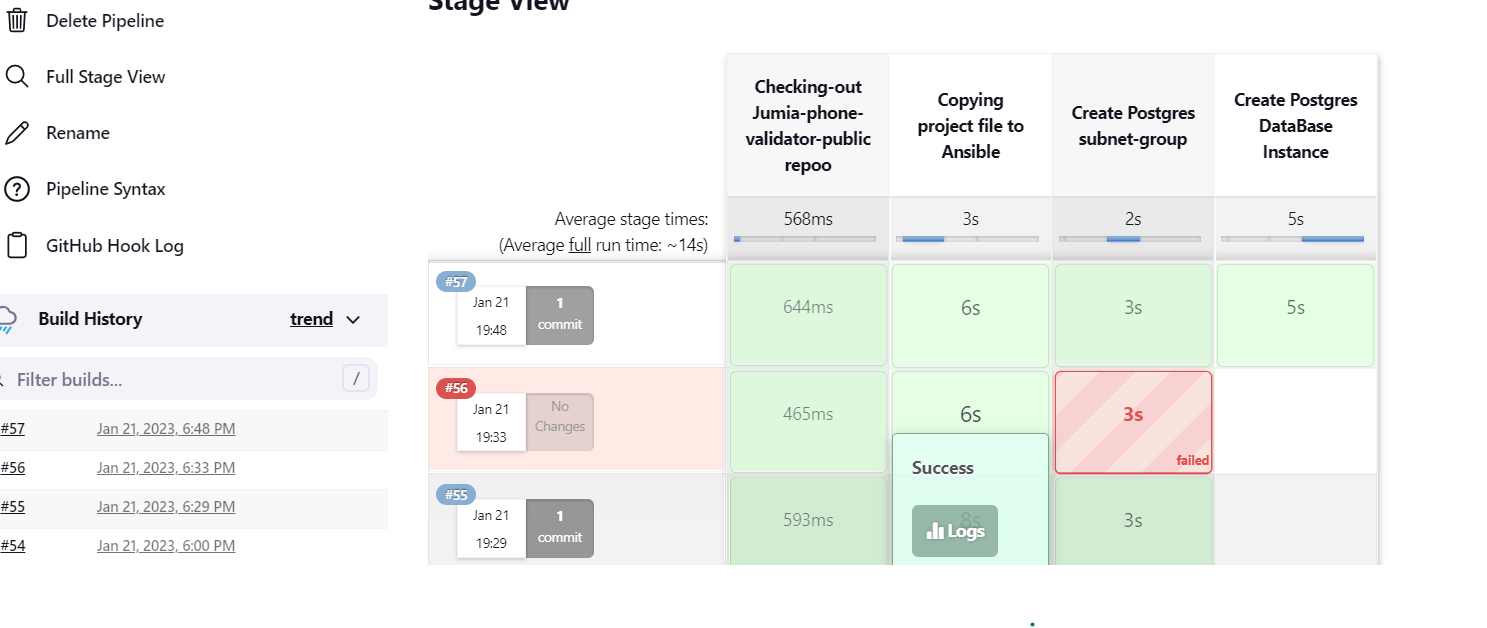 Stage View
Delete Pipeline
Full Stage View
Rename
Pipeline Syntax
GitHub Hook Log
Build History
trend
Filter builds...
/
#57
Jan 21, 2023, 6:48 PM
#56
Jan 21, 2023, 6:33 PM
#55
Jan 21, 2023, 6:29 PM
#54
Jan 21, 2023, 6:00 PM
Checking-out
Jumia-phone-
validator-public
repoo
Copying
project file to
Ansible
Create Postgres
subnet-group
Create Postgres
DataBase
Instance
Average stage times:
(Average full run time: ~14s)
568ms
3s
2s
5s
#57
Jan 21
19:48
1
commit
644ms
6s
3s
5s
#56
Jan 21
19:33
No
Changes
465ms
6s
3s
failed
#55
Jan 21
19:29
1
commit
593ms
8s
3s
Success
Logs